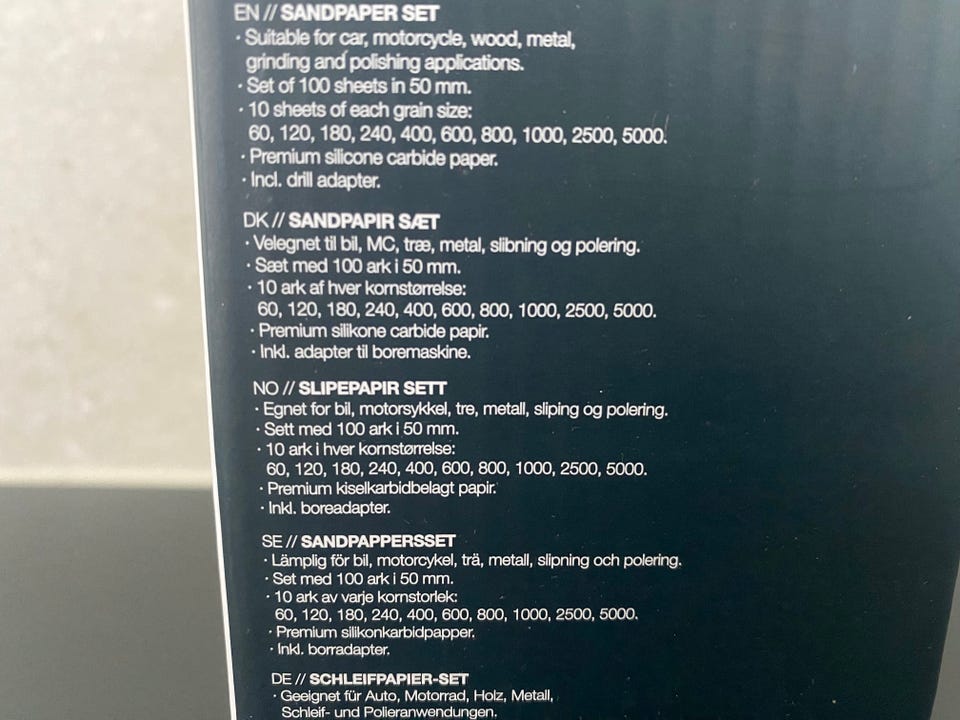 EN // SANDPAPER SET
· Suitable for car, motorcycle, wood, metal,
grinding and polishing applications.
· Set of 100 sheets in 50 mm.
· 10 sheets of each grain size:
60, 120, 180, 240, 400, 600, 800, 1000, 2500, 5000.
· Premium silicone carbide paper.
· Incl. drill adapter.
DK // SANDPAPIR SÆT
· Velegnet til bil, MC, træ, metal, slibning og polering.
· Sæt med 100 ark i 50 mm.
· 10 ark af hver kornstørrelse:
60, 120, 180, 240, 400, 600, 800, 1000, 2500, 5000.
· Premium silikone carbide papir.
· Inkl. adapter til boremaskine.
NO // SLIPEPAPIR SETT
· Egnet for bil, motorsykkel, tre, metall, sliping og polering.
· Sett med 100 ark i 50 mm.
· 10 ark i hver kornstørrelse:
60, 120, 180, 240, 400, 600, 800, 1000, 2500, 5000.
· Premium kiselkarbidbelagt papir.
· Inkl. boreadapter.
SE // SANDPAPPERSSET
· Lämplig för bil, motorcykel, trä, metall, slipning och polering.
· Set med 100 ark i 50 mm.
· 10 ark av varje kornstorlek:
60, 120, 180, 240, 400, 600, 800, 1000, 2500, 5000.
· Premium silikonkarbidpapper.
· Inkl. borradapter.
DE // SCHLEIFPAPIER-SET
· Geeignet für Auto, Motorrad, Holz, Metall,
Schleif- und Polieranwendungen.